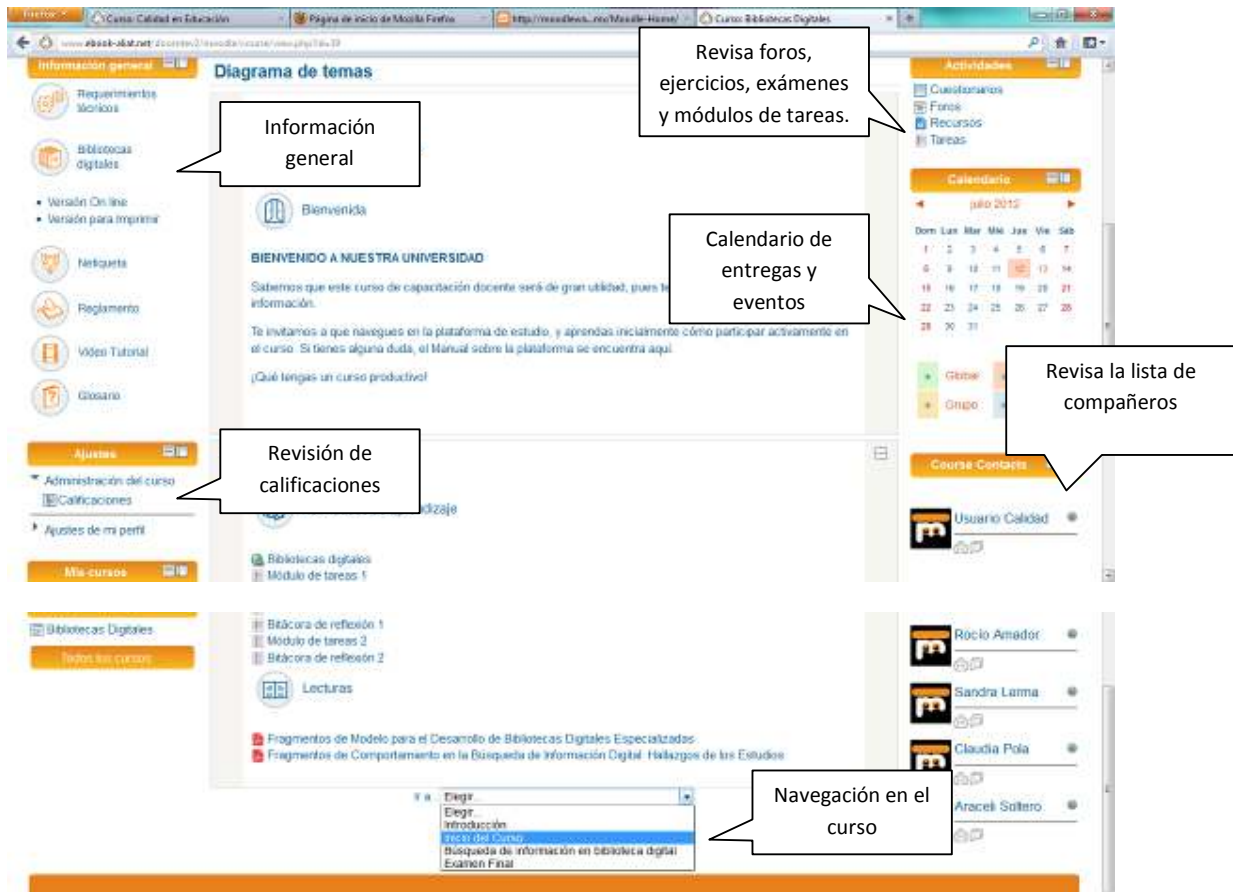 Firefox
Curso: Calidad en Educación
Página de inicio de Mozilla Firefox
Curso: Bibliotecas Digitales
Información general
Requerimientos
técnicos
Bibliotecas
digitales
• Versión On line
• Versión para imprimir
Netiqueta
Reglamento
Video Tutorial
Glosario
Ajustes
Administración del curso
Calificaciones
Ajustes de mi perfil
Mis cursos
Información
general
Revisión de
calificaciones
Diagrama de temas
Bienvenida
BIENVENIDO A NUESTRA UNIVERSIDAD
Sabemos que este curso de capacitación docente será de gran utilidad, pues
información.
Te invitamos a que navegues en la plataforma de estudio, y aprendas inicialmente cómo participar activamente en
el curso. Si tienes alguna duda, el Manual sobre la plataforma se encuentra aquí.
¡Qué tengas un curso productivo!
Bibliotecas digitales
Módulo de tareas 1
Revisa foros,
ejercicios, exámenes
y módulos de tareas.
Calendario de
entregas y
eventos
Revisa la lista de
compañeros
Actividades
Cuestionarios
Foros
Recursos
Tareas
Calendario
julio 2012
Dom Lun Mar Mié Jue Vie Sáb
1 2 3 4 5 6 7
8 9 10 11 12 13 14
15 16 17 18 19 20 21
22 23 24 25 26 27 28
29 30 31
Global
Grupo
Course Contacts
Usuario Calidad
Bibliotecas Digitales
Todos los cursos
Bitácora de reflexión 1
Módulo de tareas 2
Bitácora de reflexión 2
Lecturas
Fragmentos de Modelo para el Desarrollo de Bibliotecas Digitales Especializadas
Fragmentos de Comportamiento en la Búsqueda de Información Digital. Hallazgos de los Estudios
Ir a Elegir...
Elegir...
Introducción
Inicio del Curso
Búsqueda de información en biblioteca digital
Examen Final
Navegación en el
curso
Rocio Amador
Sandra Larma
Claudia Pola
Araceli Soltero